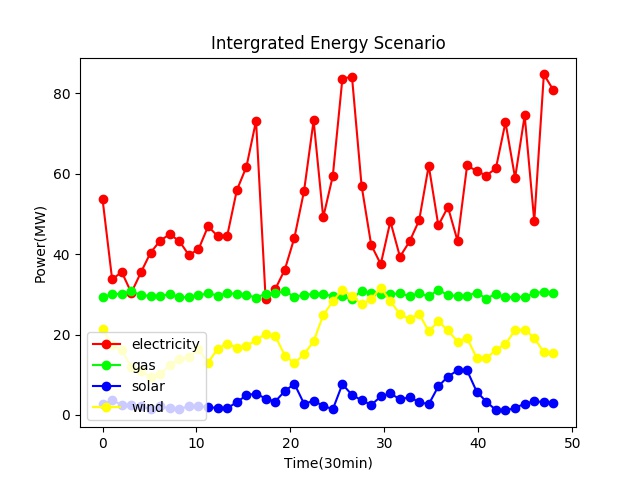 Intergrated Energy Scenario
Power(MW)
80
60
40
20
0
electricity
gas
solar
wind
0 10 20 30 40 50
Time(30min)